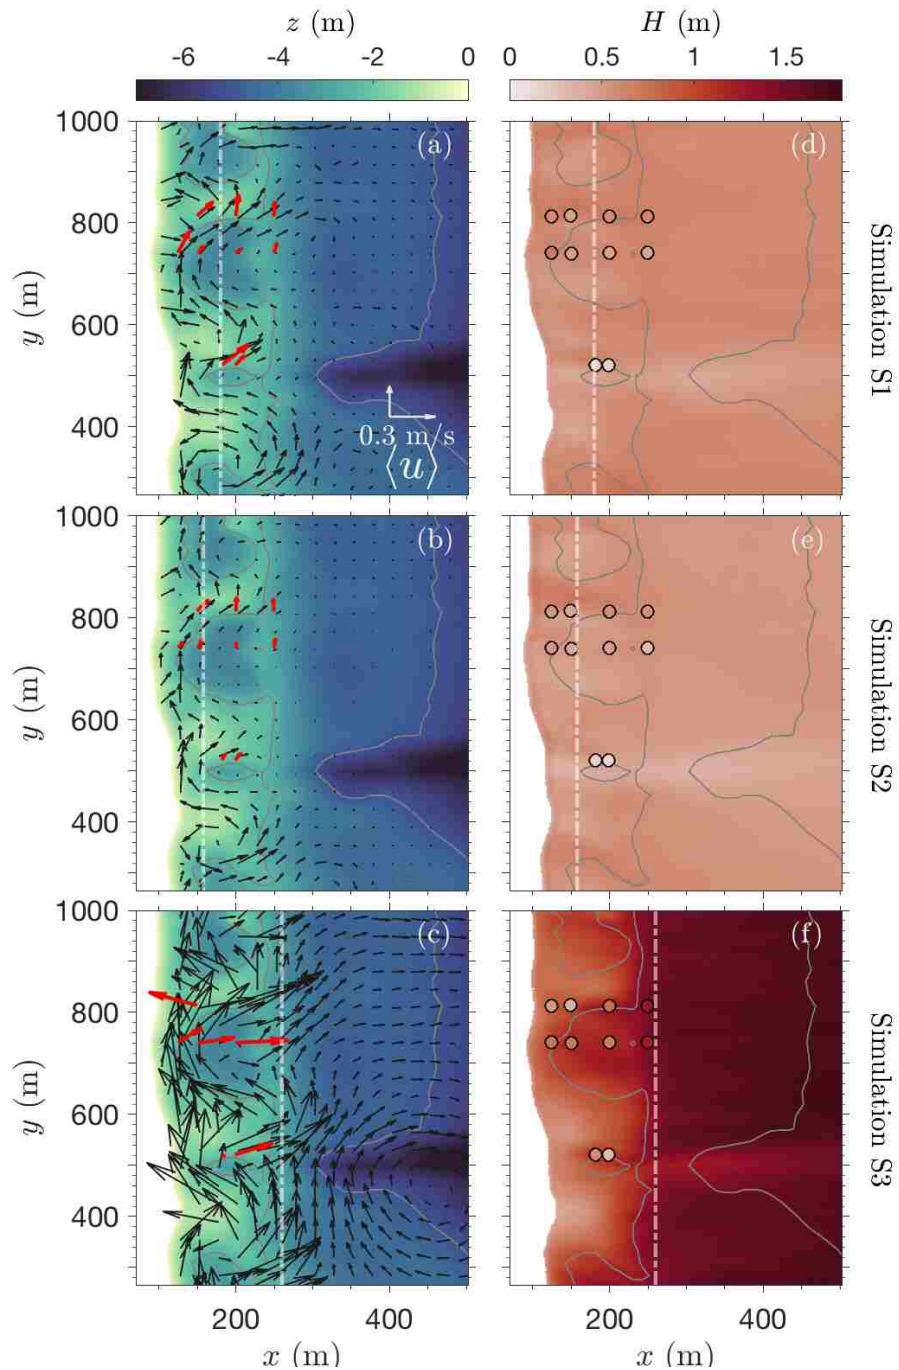 z (m)
H (m)
-6 -4 -2 0
0 0.5 1 1.5
1000
800
600
400
y (m)
(a)
0.3 m/s
⟨u⟩
(d)
Simulation S1
1000
800
600
400
y (m)
(b)
(e)
Simulation S2
1000
800
600
400
y (m)
(c)
(f)
Simulation S3
200 400
200 400
x (m)
x (m)